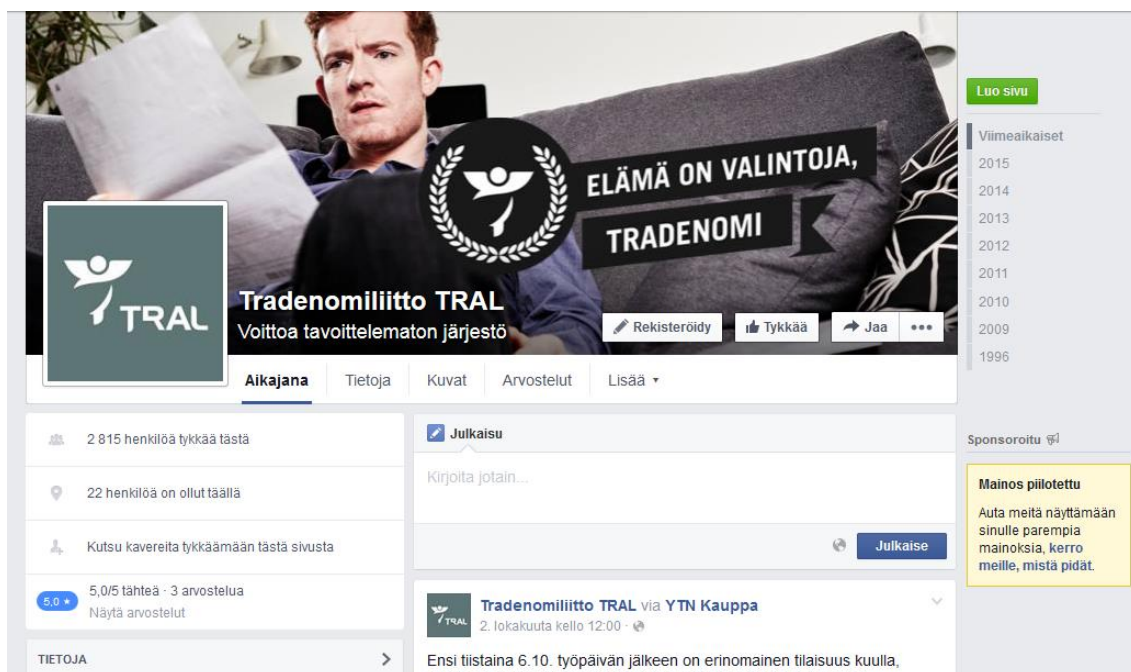 ELÄMÄ ON VALINTOJA,
TRADENOMI
TRAL
Tradenomiliitto TRAL
Voittoa tavoittelematon järjestö
Rekisteröidy
Tykkää
Jaa
Aikajana
Tietoja
Kuvat
Arvostelut
Lisää
2 815 henkilöä tykkää tästä
22 henkilöä on ollut täällä
Kutsu kavereita tykkäämään tästä sivusta
5,0
5,0/5 tähteä · 3 arvostelua
Näytä arvostelut
TIETOJA
Julkaisu
Kirjoita jotain...
Julkaise
TRAL
Tradenomiliitto TRAL via YTN Kauppa
2. lokakuuta kello 12:00 ·
Ensi tiistaina 6.10. työpäivän jälkeen on erinomainen tilaisuus kuulla,
Luo sivu
Viimeaikaiset
2015
2014
2013
2012
2011
2010
2009
1996
Sponsoroitu
Mainos piilotettu
Auta meitä näyttämään
sinulle parempia
mainoksia, kerro
meille, mistä pidät.